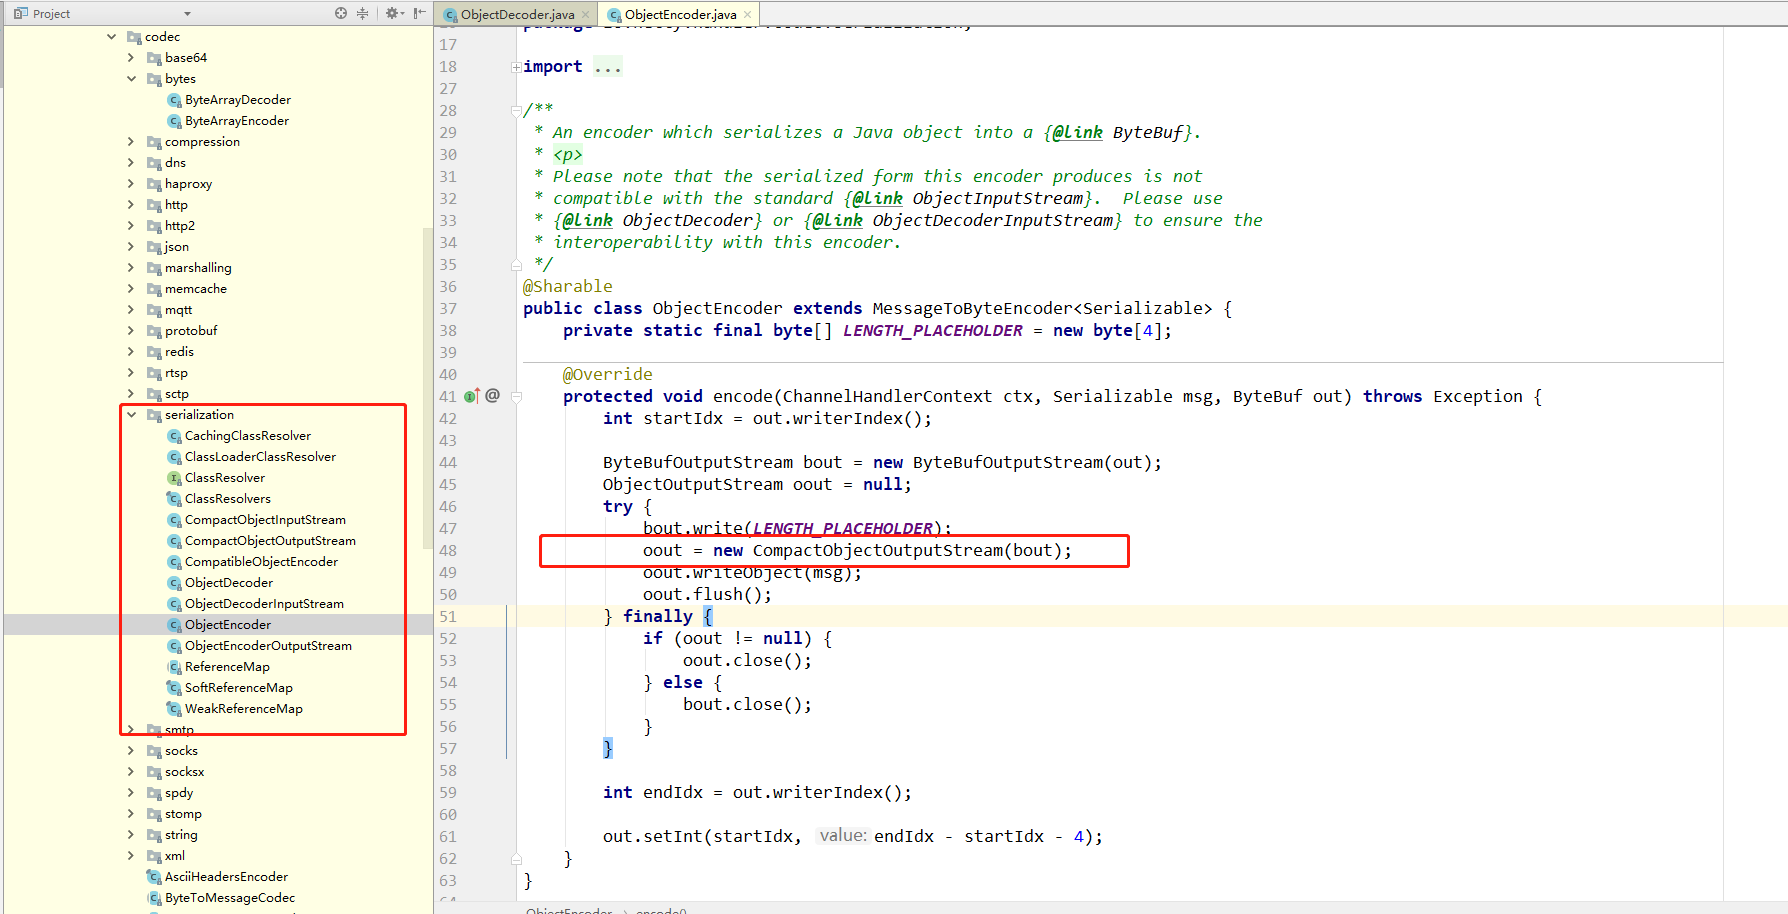 Project
ObjectDecoder.java
ObjectEncoder.java
codec
base64
bytes
ByteArrayDecoder
ByteArrayEncoder
compression
dns
haproxy
http
http2
json
marshalling
memcache
mqtt
protobuf
redis
rtsp
sctp
serialization
CachingClassResolver
ClassLoaderClassResolver
ClassResolver
ClassResolvers
CompactObjectInputStream
CompactObjectOutputStream
CompatibleObjectEncoder
ObjectDecoder
ObjectDecoderInputStream
ObjectEncoder
ObjectEncoderOutputStream
ReferenceMap
SoftReferenceMap
WeakReferenceMap
smtp
socks
socksx
spdy
stomp
string
xml
AsciiHeadersEncoder
ByteToMessageCodec
17
18 import ...
27
28 /**
29 * An encoder which serializes a Java object into a {@link ByteBuf}.
30 * <p>
31 * Please note that the serialized form this encoder produces is not
32 * compatible with the standard {@link ObjectInputStream}.  Please use
33 * {@link ObjectDecoder} or {@link ObjectDecoderInputStream} to ensure the
34 * interoperability with this encoder.
35 */
36 @Sharable
37 public class ObjectEncoder extends MessageToByteEncoder<Serializable> {
38 private static final byte[] LENGTH_PLACEHOLDER = new byte[4];
39
40 @Override
41 @ protected void encode(ChannelHandlerContext ctx, Serializable msg, ByteBuf out) throws Exception {
42 int startIdx = out.writerIndex();
43
44 ByteBufOutputStream bout = new ByteBufOutputStream(out);
45 ObjectOutputStream oout = null;
46 try {
47 bout.write(LENGTH_PLACEHOLDER);
48 oout = new CompactObjectOutputStream(bout);
49 oout.writeObject(msg);
50 oout.flush();
51 } finally {
52 if (oout != null) {
53 oout.close();
54 } else {
55 bout.close();
56 }
57 }
58
59 int endIdx = out.writerIndex();
60
61 out.setInt(startIdx, value: endIdx - startIdx - 4);
62 }
63 }
ObjectEncoder > encode()